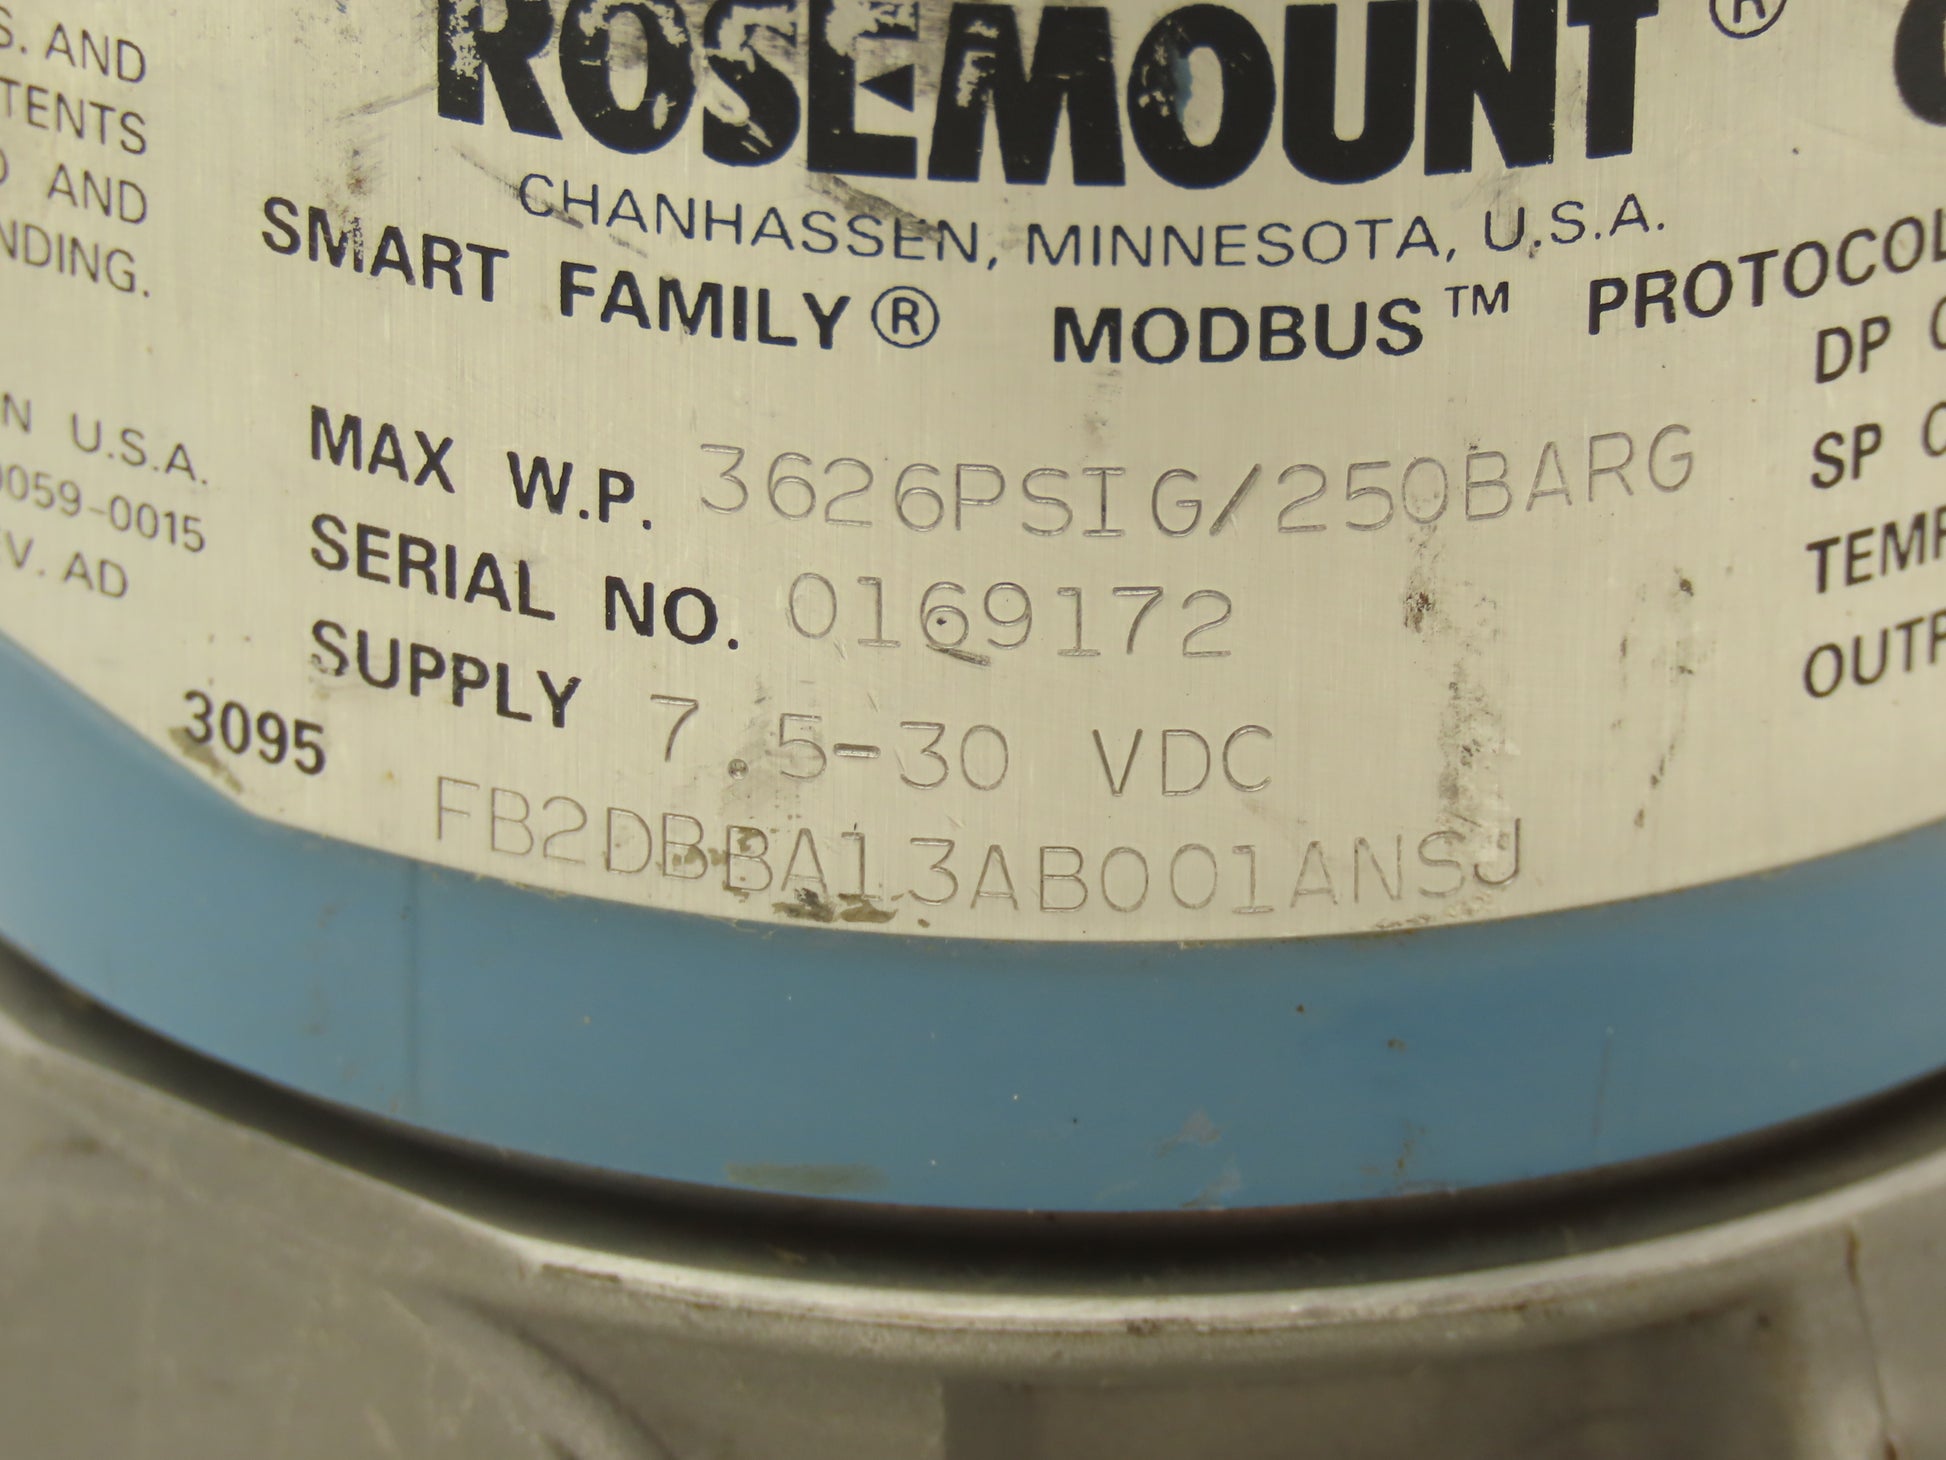 S. AND
TENTS
AND
NDING.
N U.S.A.
0059-0015
V. AD
ROSEMOUNT®
CHANHASSEN, MINNESOTA, U.S.A.
SMART FAMILY® MODBUS™ PROTOCOL
MAX W.P. 3626PSIG/250BARG
SERIAL NO. 0169172
SUPPLY 7.5-30 VDC
3095 FB2DBBA13AB001ANSJ
DP
SP
TEMP
OUTP